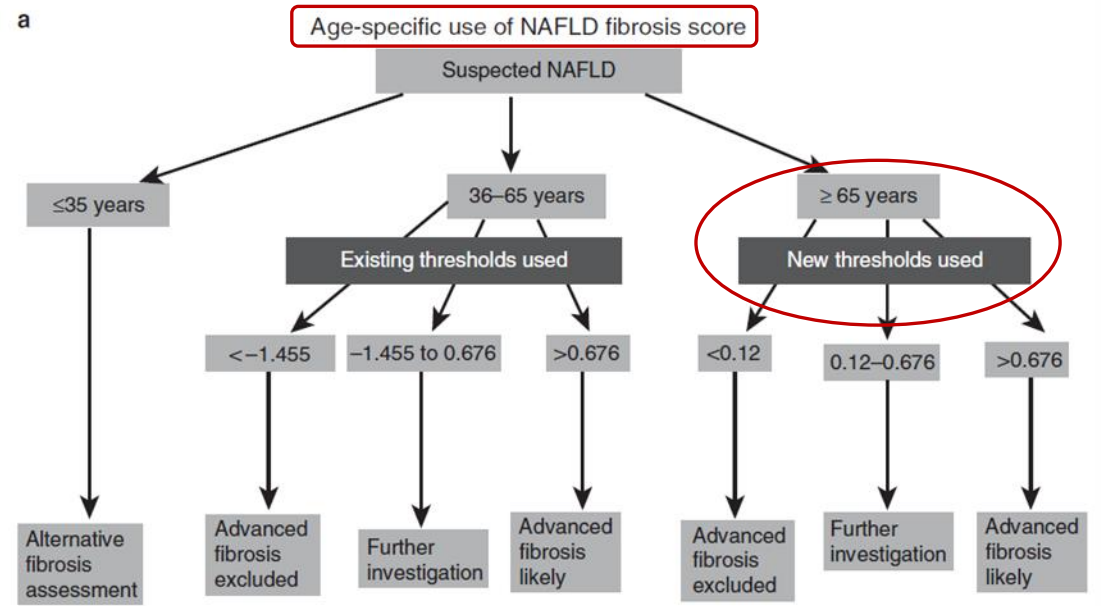 a
Age-specific use of NAFLD fibrosis score
Suspected NAFLD
≤35 years
36–65 years
≥ 65 years
Existing thresholds used
New thresholds used
<–1.455
–1.455 to 0.676
>0.676
<0.12
0.12–0.676
>0.676
Alternative
fibrosis
assessment
Advanced
fibrosis
excluded
Further
investigation
Advanced
fibrosis
likely
Advanced
fibrosis
excluded
Further
investigation
Advanced
fibrosis
likely